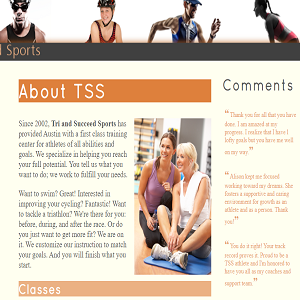 d Sports
About TSS
Since 2002, Tri and Succeed Sports has
provided Austin with a first class training
center for athletes of all abilities and
goals. We specialize in helping you reach
your full potential. You tell us what you
want to do; we work to fulfill your needs.
Want to swim? Great! Interested in
improving your cycling? Fantastic! Want
to tackle a triathlon? We're there for you:
before, during, and after the race. Or do
you just want to get more fit? We are on
it. We customize our instruction to match
your goals. And you will finish what you
start.
Classes
Comments
“Thank you for all that you have
done. I am amazed at my
progress. I realize that I have I
lofty goals but you have me well
on my way.”
“Alison kept me focused
working toward my dreams. She
fosters a supportive and caring
environment for growth as an
athlete and as a person. Thank
you!”
“You do it right! Your track
record proves it. Proud to be a
TSS athlete and I'm honored to
have you all as my coaches and
support team.”